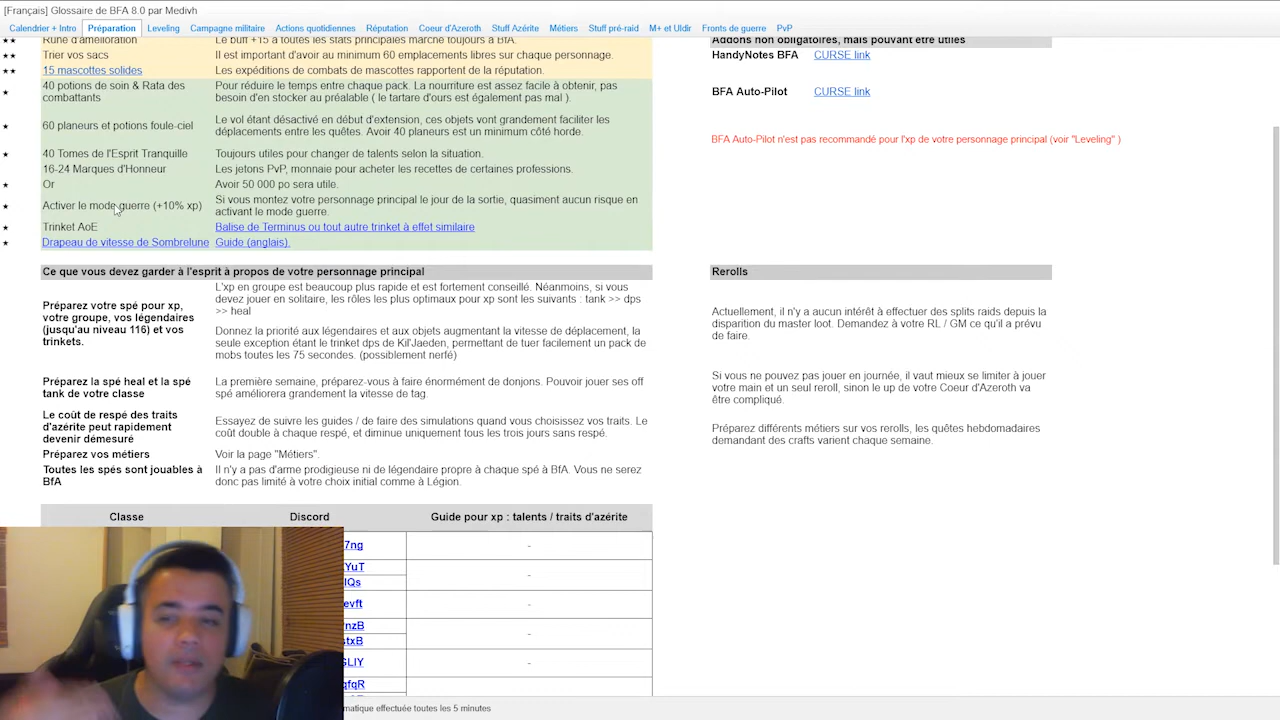 [Français] Glossaire de BFA 8.0 par Medivh
Calendrier + Intro Préparation Leveling Campagne militaire Actions quotidiennes Réputation Coeur d'Azeroth Stuff Azérite Métiers Stuff pré-raid M+ et Uldir Fronts de guerre PvP
★★ Rune d'amélioration Le buff +15 à toutes les stats principales marche toujours à BfA.
★★ Trier vos sacs Il est important d'avoir au minimum 60 emplacements libres sur chaque personnage.
★★ 15 mascottes solides Les expéditions de combats de mascottes rapportent de la réputation.
★ 40 potions de soin & Rata des
combattants
Pour réduire le temps entre chaque pack. La nourriture est assez facile à obtenir, pas
besoin d'en stocker au préalable ( le tartare d'ours est également pas mal ).
★ 60 planeurs et potions foule-ciel
Le vol étant désactivé en début d'extension, ces objets vont grandement faciliter les
déplacements entre les quêtes. Avoir 40 planeurs est un minimum côté horde.
★ 40 Tomes de l'Esprit Tranquille Toujours utiles pour changer de talents selon la situation.
16-24 Marques d'Honneur Les jetons PvP, monnaie pour acheter les recettes de certaines professions.
★ Or Avoir 50 000 po sera utile.
★ Activer le mode guerre (+10% xp)
Si vous montez votre personnage principal le jour de la sortie, quasiment aucun risque en
activant le mode guerre.
★ Trinket AoE Balise de Terminus ou tout autre trinket à effet similaire
★ Drapeau de vitesse de Sombrelune Guide (anglais).
Ce que vous devez garder à l'esprit à propos de votre personnage principal
Préparez votre spé pour xp,
votre groupe, vos légendaires
(jusqu'au niveau 116) et vos
trinkets.
L'xp en groupe est beaucoup plus rapide et est fortement conseillé. Néanmoins, si vous
devez jouer en solitaire, les rôles les plus optimaux pour xp sont les suivants : tank >> dps
>> heal
Donnez la priorité aux légendaires et aux objets augmentant la vitesse de déplacement, la
seule exception étant le trinket dps de Kil'Jaeden, permettant de tuer facilement un pack de
mobs toutes les 75 secondes. (possiblement nerfé)
Préparez la spé heal et la spé
tank de votre classe
La première semaine, préparez-vous à faire énormément de donjons. Pouvoir jouer ses off
spé améliorera grandement la vitesse de tag.
Le coût de respé des traits
d'azérite peut rapidement
devenir démesuré
Essayez de suivre les guides / de faire des simulations quand vous choisissez vos traits. Le
coût double à chaque respé, et diminue uniquement tous les trois jours sans respé.
Préparez vos métiers Voir la page "Métiers".
Toutes les spés sont jouables à
BfA
Il n'y a pas d'arme prodigieuse ni de légendaire propre à chaque spé à BfA. Vous ne serez
donc pas limité à votre choix initial comme à Légion.
Classe Discord Guide pour xp : talents / traits d'azérite
7ng -
YuT -
lQs
evft -
nzB -
stxB
GLlY -
qfqR
Addons non obligatoires, mais pouvant être utiles
HandyNotes BFA CURSE link
BFA Auto-Pilot CURSE link
BFA Auto-Pilot n'est pas recommandé pour l'xp de votre personnage principal (voir "Leveling" )
Rerolls
Actuellement, il n'y a aucun intérêt à effectuer des splits raids depuis la
disparition du master loot. Demandez à votre RL / GM ce qu'il a prévu
de faire.
Si vous ne pouvez pas jouer en journée, il vaut mieux se limiter à jouer
votre main et un seul reroll, sinon le up de votre Coeur d'Azeroth va
être compliqué.
Préparez différents métiers sur vos rerolls, les quêtes hebdomadaires
demandant des crafts varient chaque semaine.
matique effectuée toutes les 5 minutes